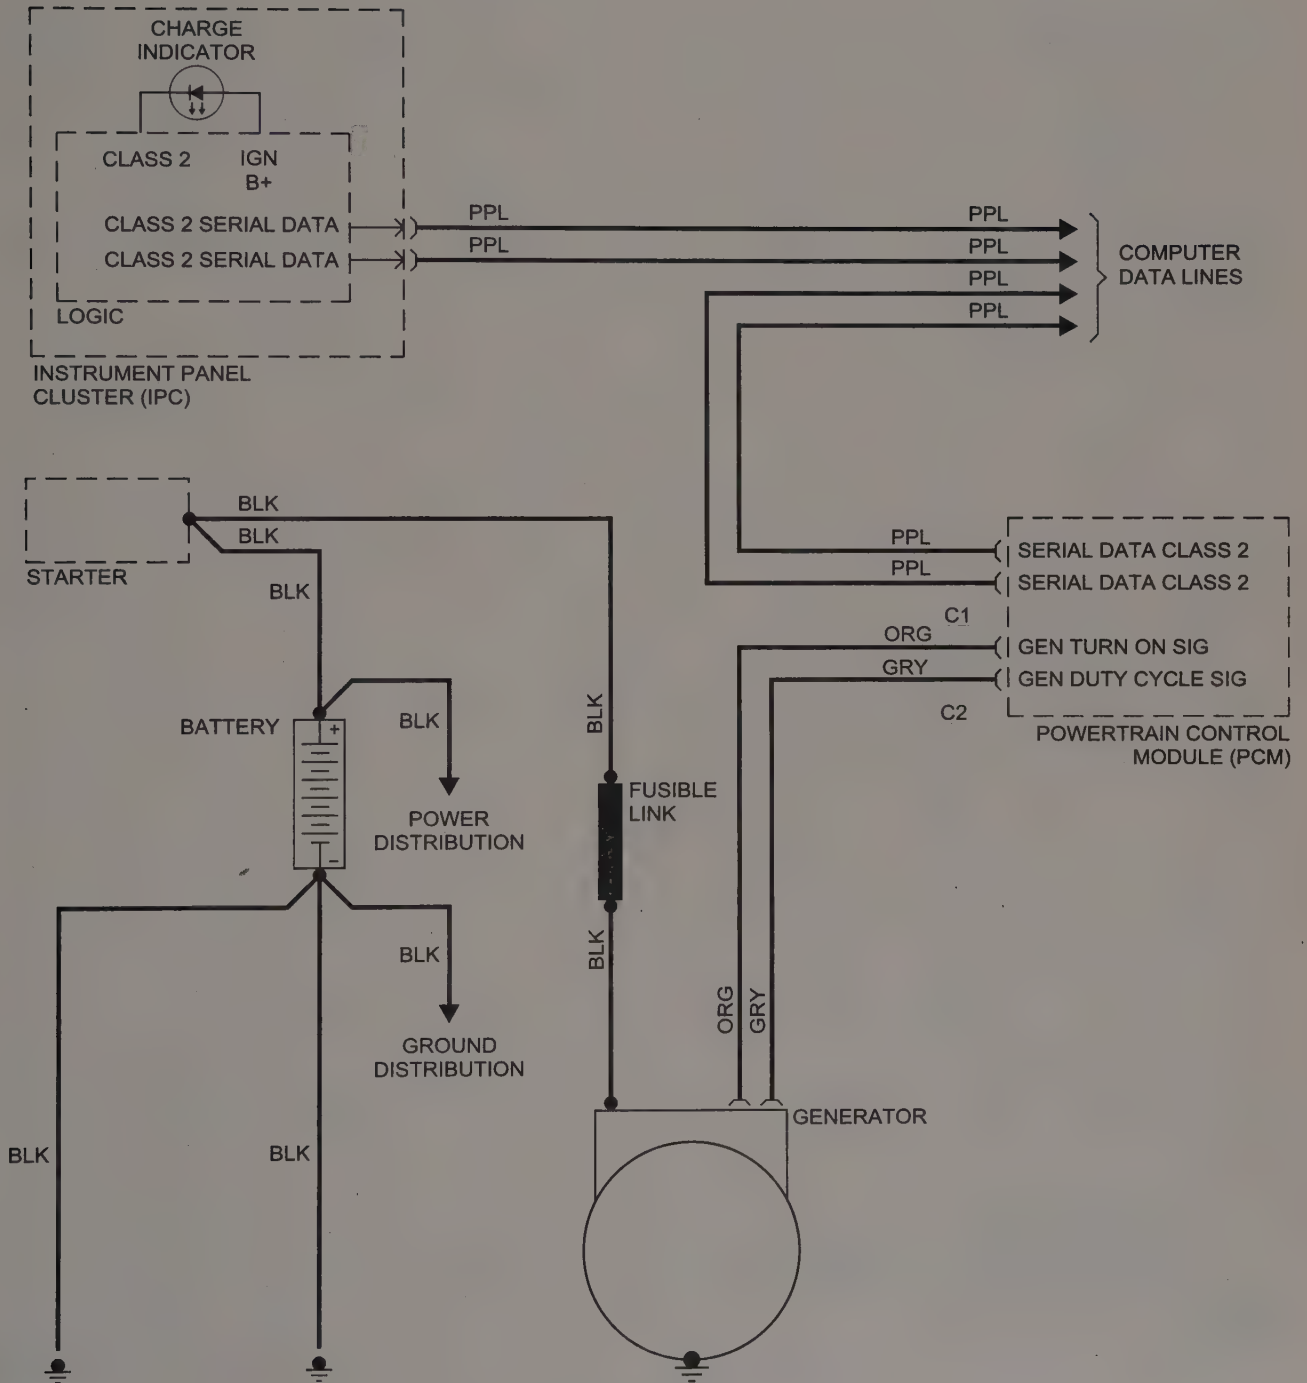 CHARGE
INDICATOR
CLASS 2
IGN
B+
CLASS 2 SERIAL DATA
CLASS 2 SERIAL DATA
LOGIC
INSTRUMENT PANEL
CLUSTER (IPC)
PPL
PPL
PPL
PPL
PPL
PPL
COMPUTER
DATA LINES
STARTER
BLK
BLK
BLK
BATTERY
+
–
BLK
POWER
DISTRIBUTION
BLK
FUSIBLE
LINK
BLK
PPL
PPL
C1
ORG
GRY
C2
SERIAL DATA CLASS 2
SERIAL DATA CLASS 2
GEN TURN ON SIG
GEN DUTY CYCLE SIG
POWERTRAIN CONTROL
MODULE (PCM)
BLK
GROUND
DISTRIBUTION
ORG
GRY
GENERATOR
BLK
BLK